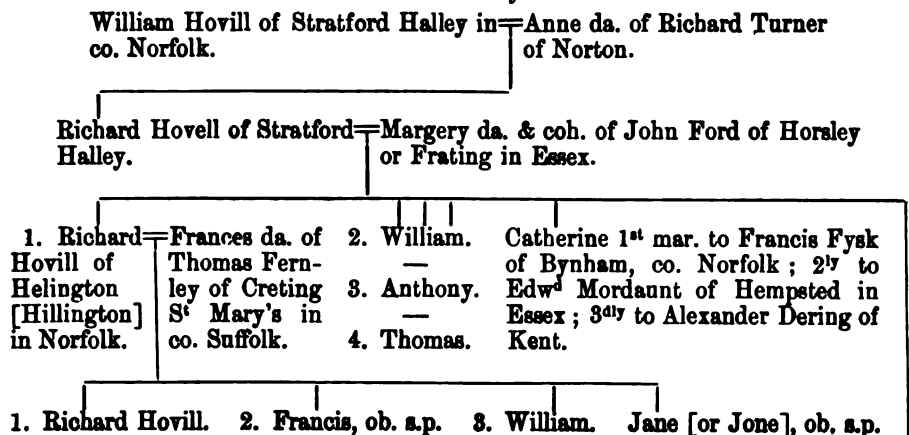 William Hovill of Stratford Halley in=Anne da. of Richard Turner
co. Norfolk. of Norton.
Richard Hovell of Stratford=Margery da. & coh. of John Ford of Horsley
Halley. or Frating in Essex.
1. Richard=Frances da. of
Hovill of Thomas Fern-
Helington ley of Creting
[Hillington] Sᵗ Mary's in
in Norfolk. co. Suffolk.
2. William.
—
3. Anthony.
—
4. Thomas.
Catherine 1ˢᵗ mar. to Francis Fysk
of Bynham, co. Norfolk ; 2ˡʸ to
Edwᵈ Mordaunt of Hempsted in
Essex ; 3ᵈˡʸ to Alexander Dering of
Kent.
1. Richard Hovill. 2. Francis, ob. s.p. 3. William. Jane [or Jone], ob. s.p.